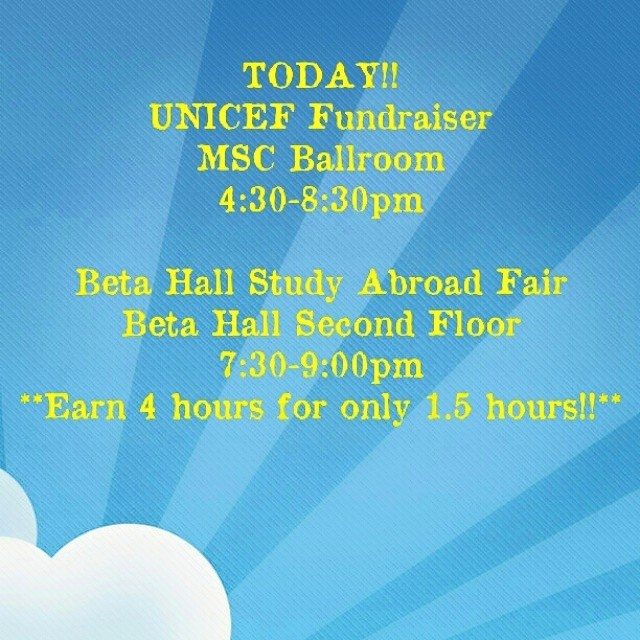 TODAY!!
UNICEF Fundraiser
MSC Ballroom
4:30-8:30pm
Beta Hall Study Abroad Fair
Beta Hall Second Floor
7:30-9:00pm
**Earn 4 hours for only 1.5 hours!!**